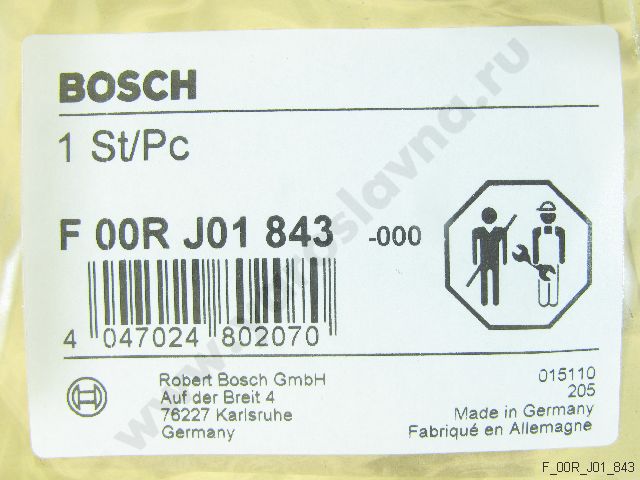 BOSCH
1 St/Pc
F 00R J01 843 -000
4 047024 802070
Robert Bosch GmbH
Auf der Breit 4
76227 Karlsruhe
Germany
015110
205
Made in Germany
Fabriqué en Allemagne
F_00R_J01_843